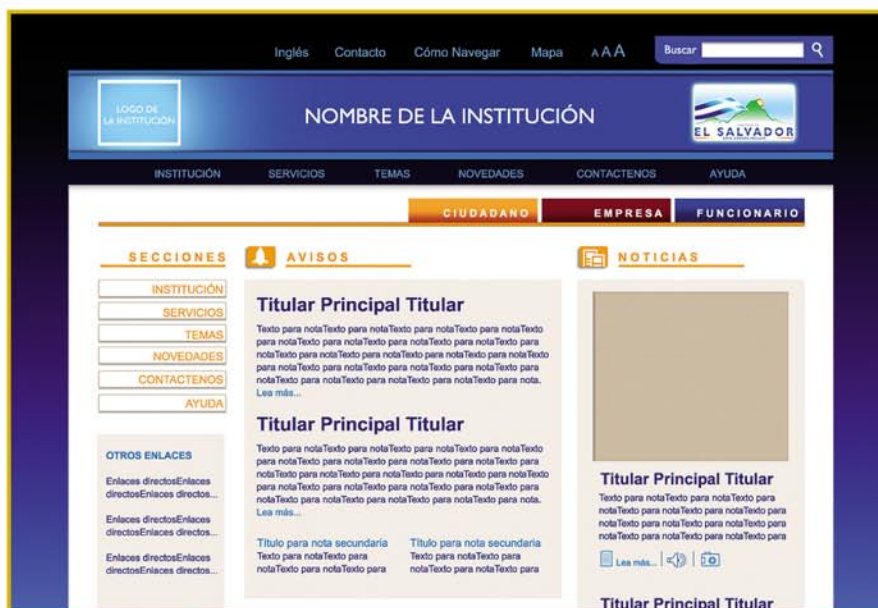 Inglés Contacto Cómo Navegar Mapa A A A Buscar
LOGO DE
LA INSTITUCIÓN
NOMBRE DE LA INSTITUCIÓN
EL SALVADOR
INSTITUCIÓN SERVICIOS TEMAS NOVEDADES CONTACTENOS AYUDA
CIUDADANO EMPRESA FUNCIONARIO
SECCIONES
INSTITUCIÓN
SERVICIOS
TEMAS
NOVEDADES
CONTACTENOS
AYUDA
OTROS ENLACES
Enlaces directosEnlaces
directosEnlaces directos...
Enlaces directosEnlaces
directosEnlaces directos...
Enlaces directosEnlaces
directosEnlaces directos...
AVISOS
Titular Principal Titular
Texto para notaTexto para notaTexto para notaTexto para notaTexto
para notaTexto para notaTexto para notaTexto para notaTexto para
notaTexto para notaTexto para notaTexto para notaTexto para notaTexto
para notaTexto para notaTexto para notaTexto para notaTexto para
notaTexto para notaTexto para notaTexto para notaTexto para nota.
Lea más...
Titular Principal Titular
Texto para notaTexto para notaTexto para notaTexto para notaTexto
para notaTexto para notaTexto para notaTexto para notaTexto para
notaTexto para notaTexto para notaTexto para notaTexto para notaTexto
para notaTexto para notaTexto para notaTexto para notaTexto para
notaTexto para notaTexto para notaTexto para notaTexto para nota.
Lea más...
Título para nota secundaria
Texto para notaTexto para
notaTexto para notaTexto para
Título para nota secundaria
Texto para notaTexto para
notaTexto para notaTexto para
NOTICIAS
Titular Principal Titular
Texto para notaTexto para notaTexto para
notaTexto para notaTexto para notaTexto para
notaTexto para notaTexto para notaTexto para
notaTexto para notaTexto para notaTexto para
Lea más...
Titular Principal Titular